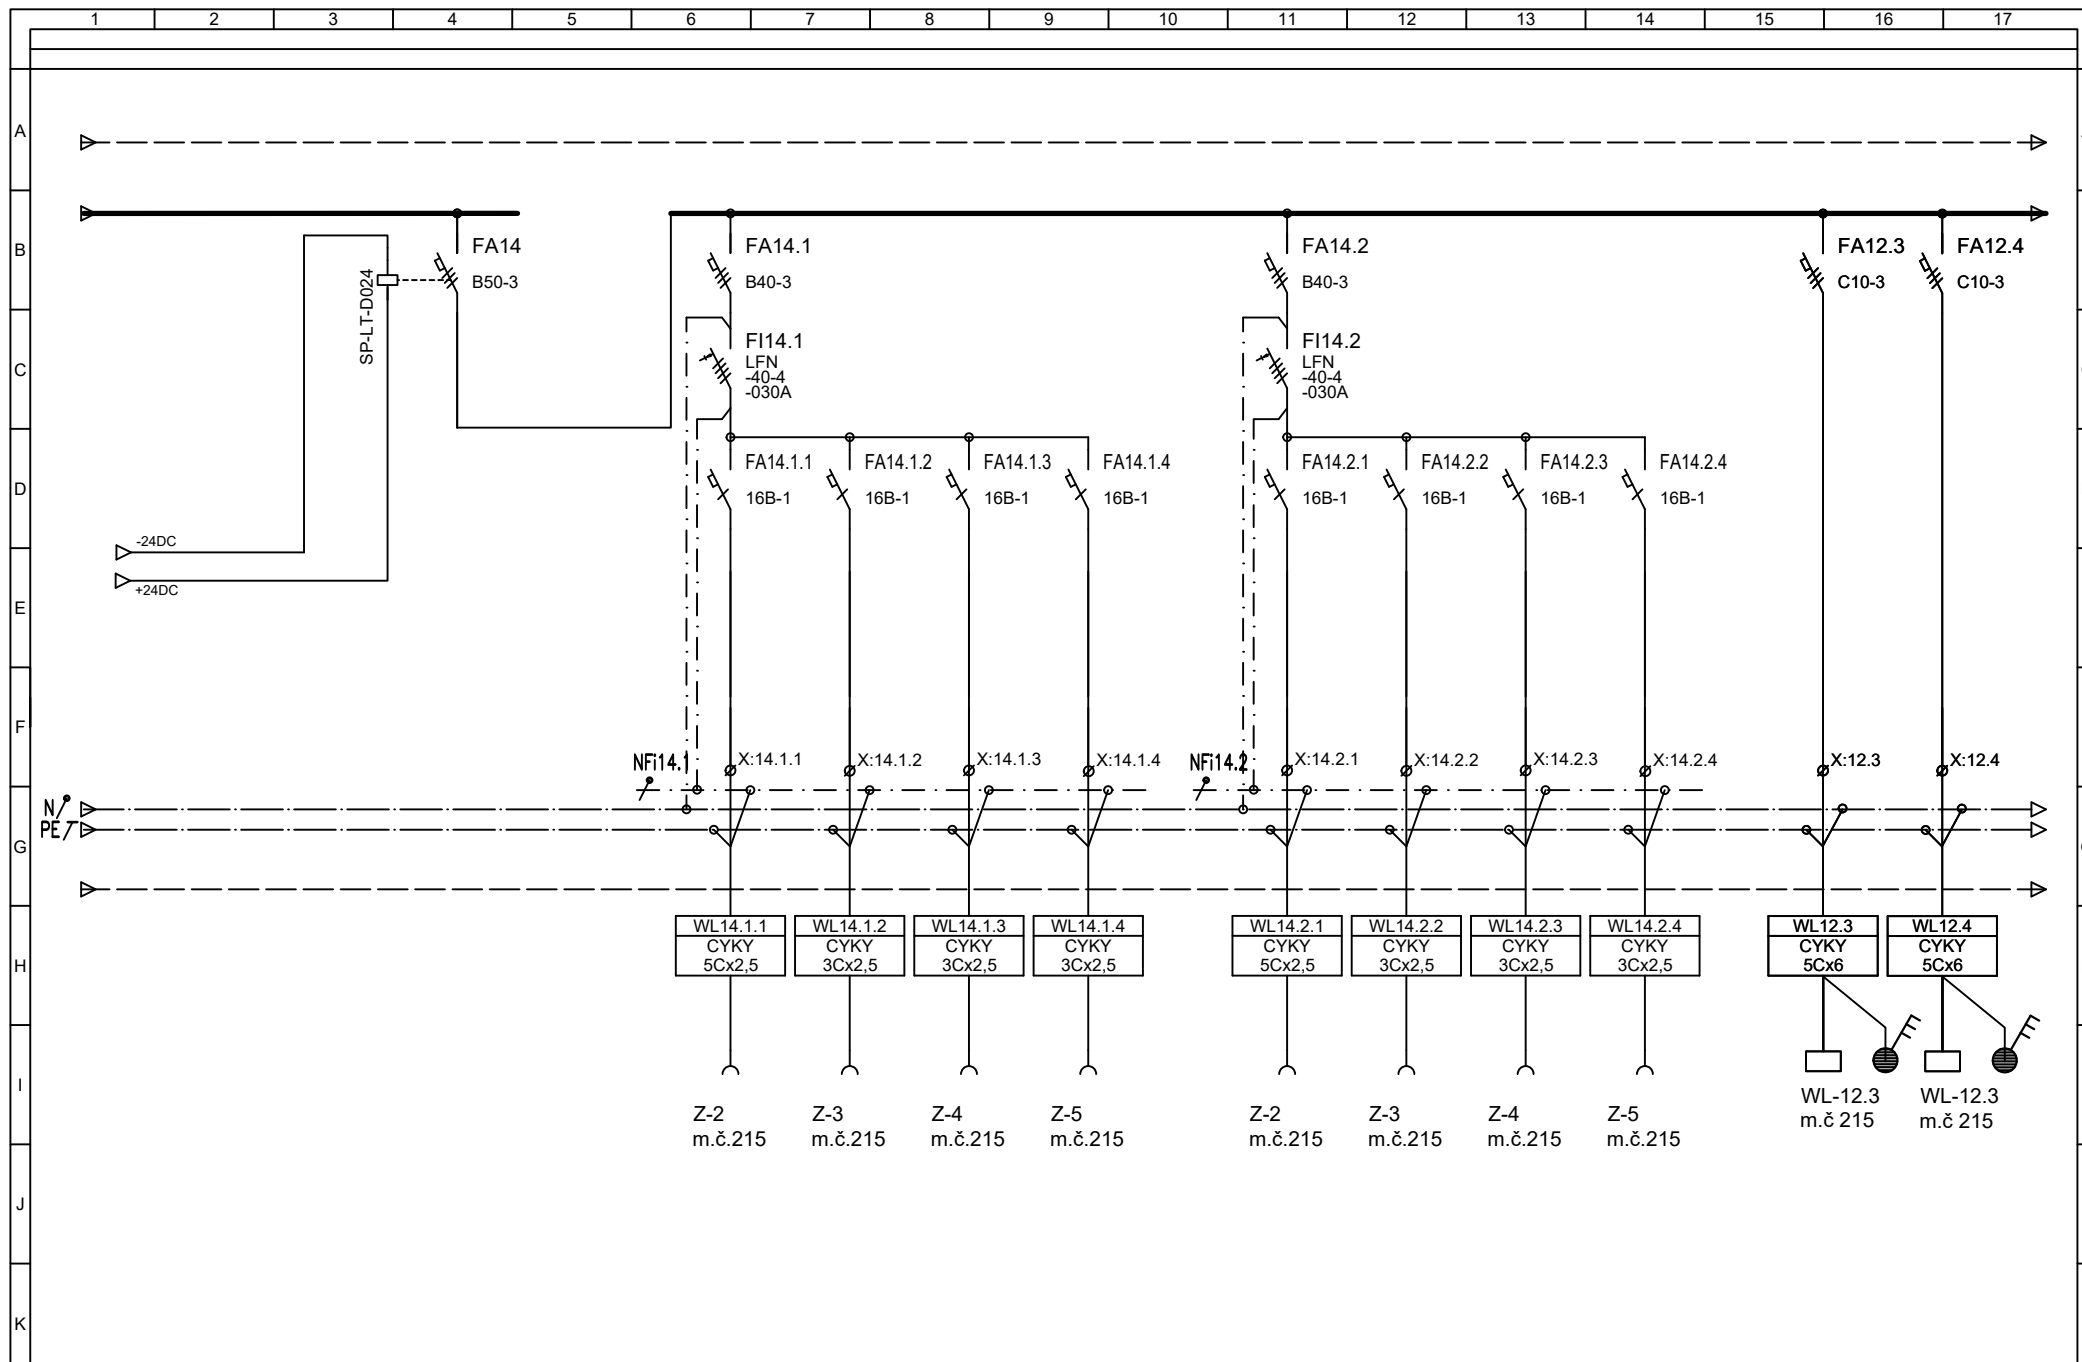 1 2 3 4 5 6 7 8 9 10 11 12 13 14 15 16 17
A
B
FA14
B50-3
SP-LT-D024
FA14.1
B40-3
FA14.2
B40-3
FA12.3
C10-3
FA12.4
C10-3
C
FI14.1
LFN
-40-4
-030A
FI14.2
LFN
-40-4
-030A
D
FA14.1.1
16B-1
FA14.1.2
16B-1
FA14.1.3
16B-1
FA14.1.4
16B-1
FA14.2.1
16B-1
FA14.2.2
16B-1
FA14.2.3
16B-1
FA14.2.4
16B-1
-24DC
+24DC
E
F
NFi14.1
X:14.1.1
X:14.1.2
X:14.1.3
X:14.1.4
NFi14.2
X:14.2.1
X:14.2.2
X:14.2.3
X:14.2.4
X:12.3
X:12.4
N
PE
G
H
WL14.1.1
CYKY
5Cx2,5
WL14.1.2
CYKY
3Cx2,5
WL14.1.3
CYKY
3Cx2,5
WL14.1.4
CYKY
3Cx2,5
WL14.2.1
CYKY
5Cx2,5
WL14.2.2
CYKY
3Cx2,5
WL14.2.3
CYKY
3Cx2,5
WL14.2.4
CYKY
3Cx2,5
WL12.3
CYKY
5Cx6
WL12.4
CYKY
5Cx6
I
Z-2
m.č.215
Z-3
m.č.215
Z-4
m.č.215
Z-5
m.č.215
Z-2
m.č.215
Z-3
m.č.215
Z-4
m.č.215
Z-5
m.č.215
WL-12.3
m.č 215
WL-12.3
m.č 215
J
K